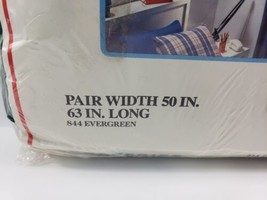 PAIR WIDTH 50 IN.
63 IN. LONG
844 EVERGREEN